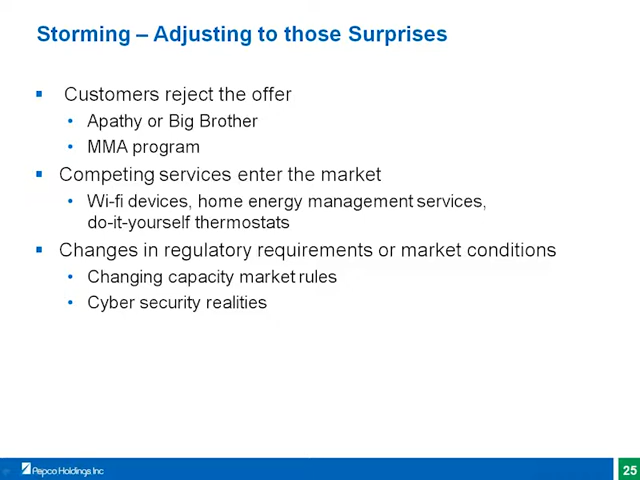 Storming – Adjusting to those Surprises
▪ Customers reject the offer
• Apathy or Big Brother
• MMA program
▪ Competing services enter the market
• Wi-fi devices, home energy management services,
do-it-yourself thermostats
▪ Changes in regulatory requirements or market conditions
• Changing capacity market rules
• Cyber security realities
Pepco Holdings Inc
25